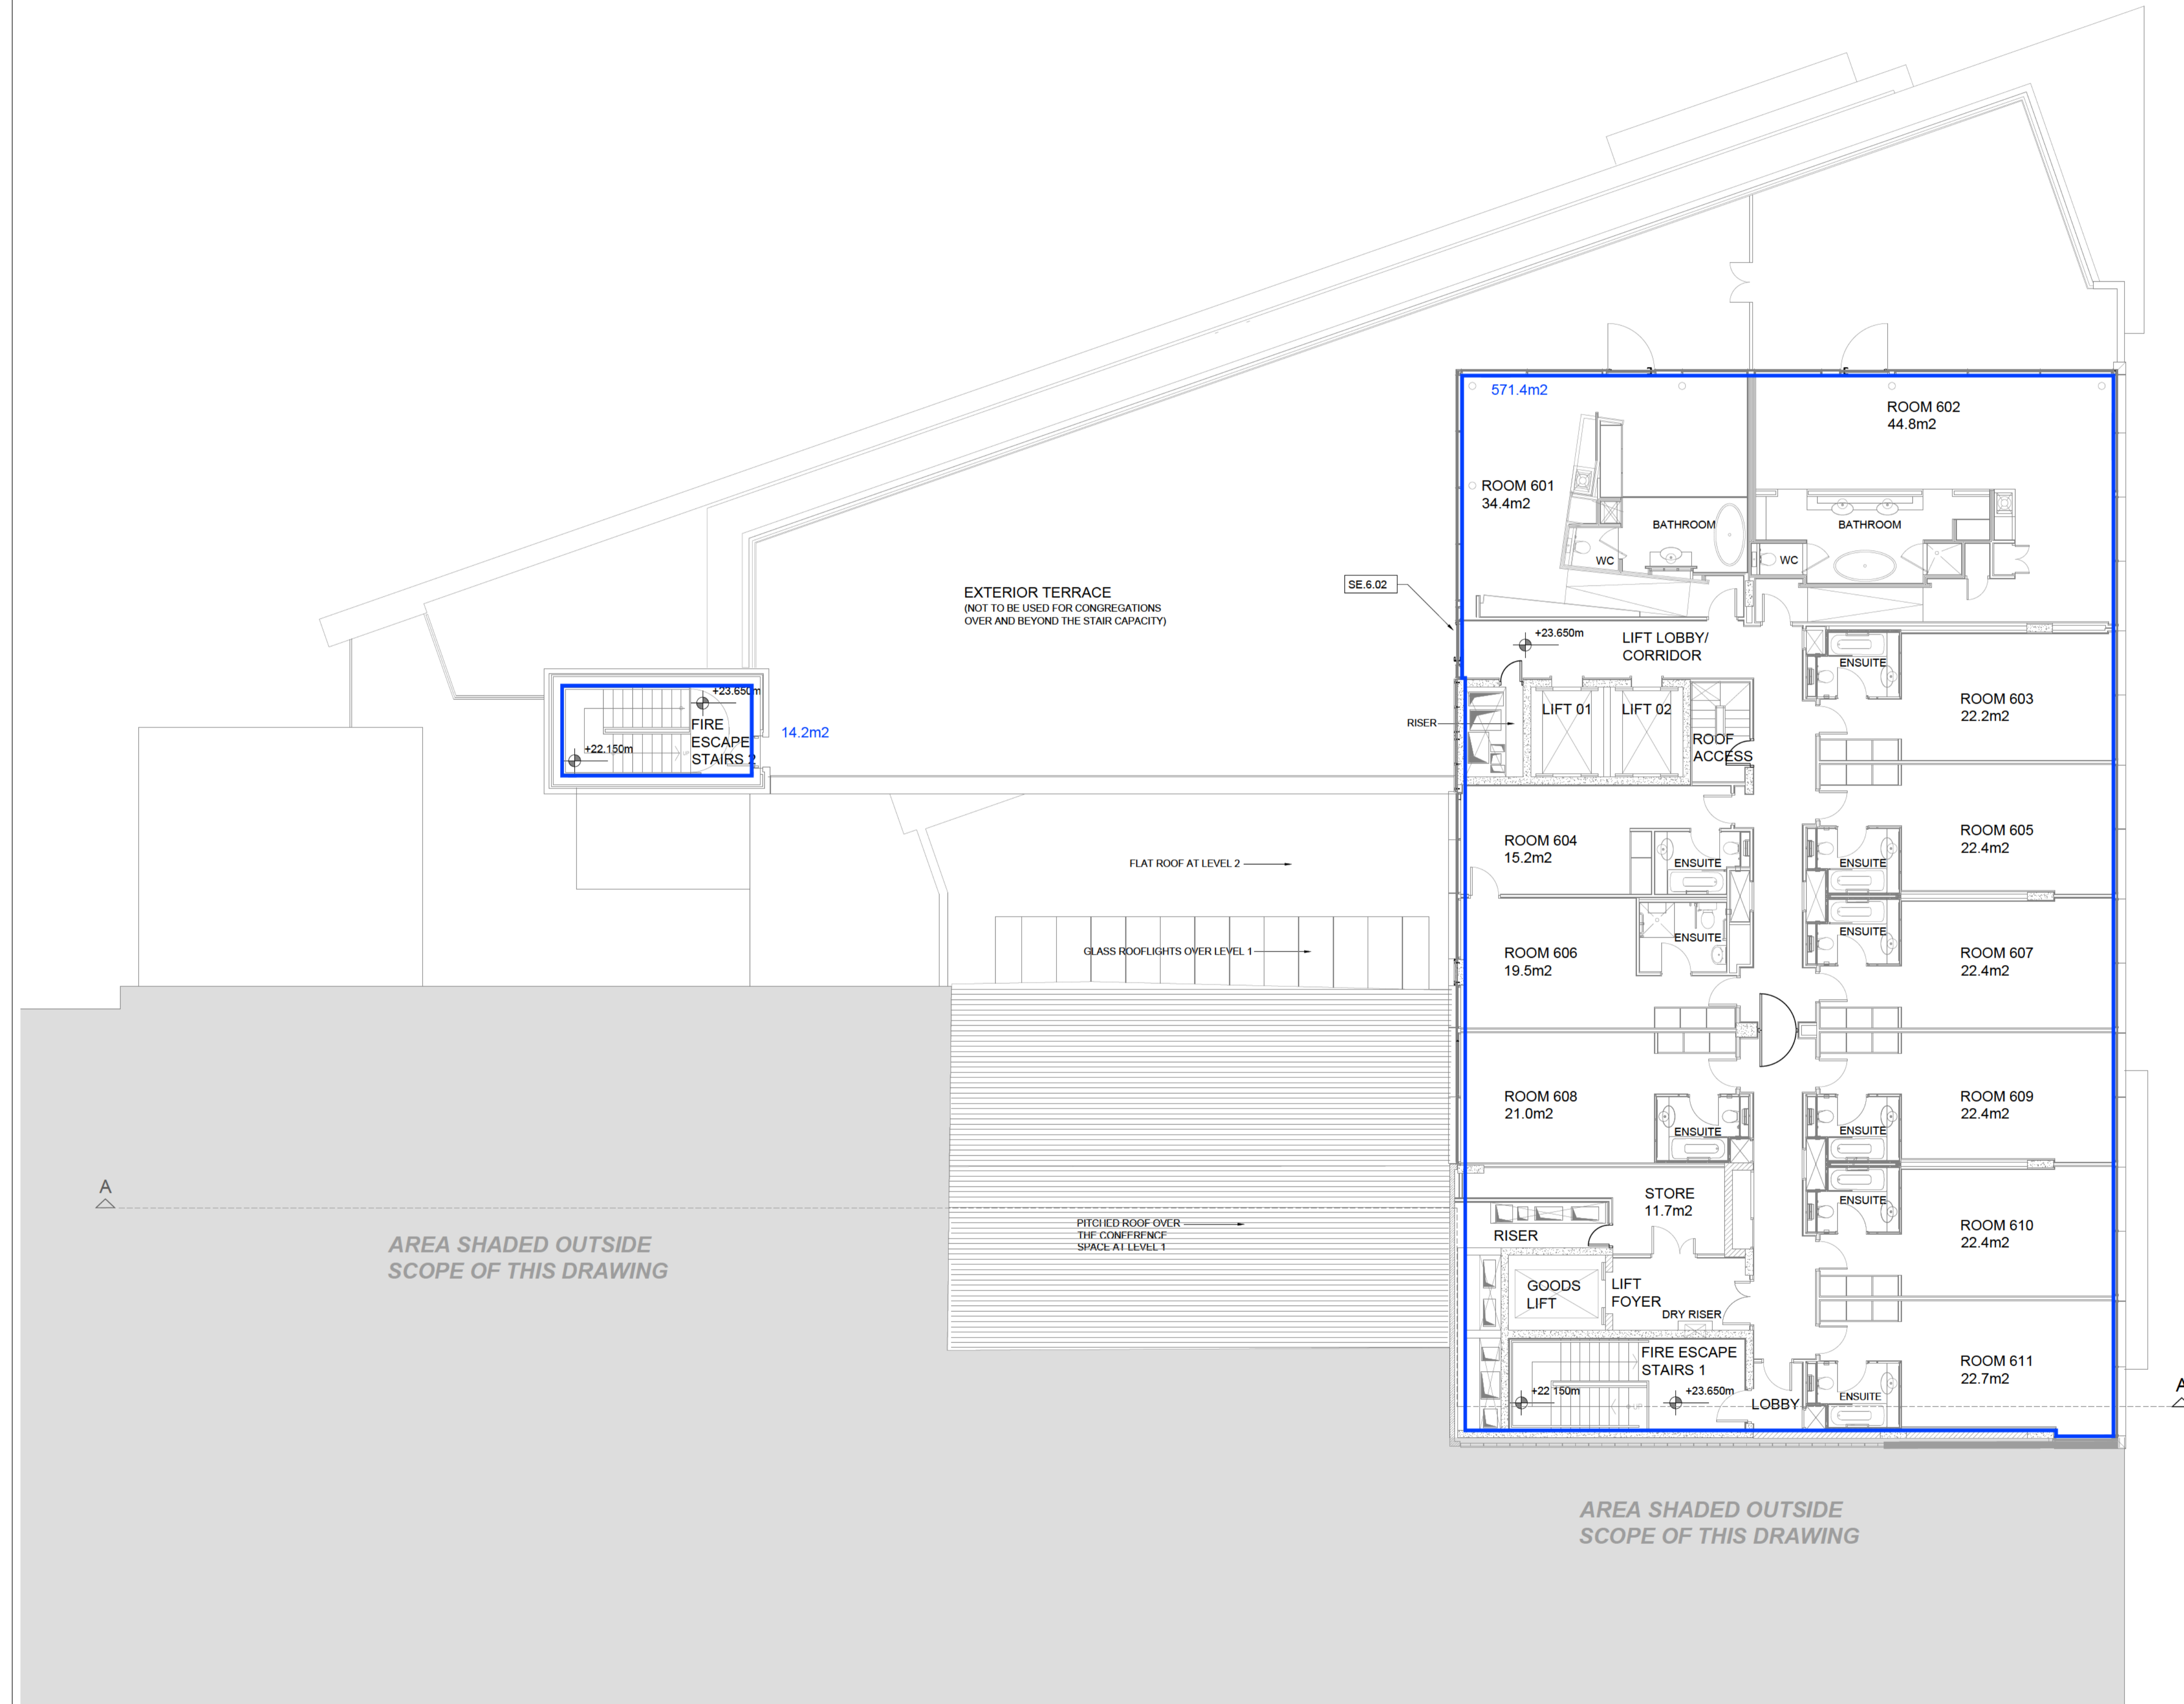 571.4m2
ROOM 602
44.8m2
ROOM 601
34.4m2
BATHROOM
BATHROOM
WC
WC
SE.6.02
EXTERIOR TERRACE
(NOT TO BE USED FOR CONGREGATIONS
OVER AND BEYOND THE STAIR CAPACITY)
+23.650m
LIFT LOBBY/
CORRIDOR
ENSUITE
ROOM 603
22.2m2
+23.650m
FIRE
ESCAPE
STAIRS 2
+22.150m
UP
14.2m2
RISER
LIFT 01
LIFT 02
ROOF
ACCESS
ROOM 604
15.2m2
ENSUITE
ENSUITE
ROOM 605
22.4m2
FLAT ROOF AT LEVEL 2
GLASS ROOFLIGHTS OVER LEVEL 1
ROOM 606
19.5m2
ENSUITE
ENSUITE
ROOM 607
22.4m2
ROOM 608
21.0m2
ENSUITE
ENSUITE
ROOM 609
22.4m2
A
AREA SHADED OUTSIDE
SCOPE OF THIS DRAWING
PITCHED ROOF OVER
THE CONFERENCE
SPACE AT LEVEL 1
STORE
11.7m2
RISER
ENSUITE
ROOM 610
22.4m2
GOODS
LIFT
LIFT
FOYER
DRY RISER
FIRE ESCAPE
STAIRS 1
+22.150m
+23.650m
UP
LOBBY
ENSUITE
ROOM 611
22.7m2
A
AREA SHADED OUTSIDE
SCOPE OF THIS DRAWING